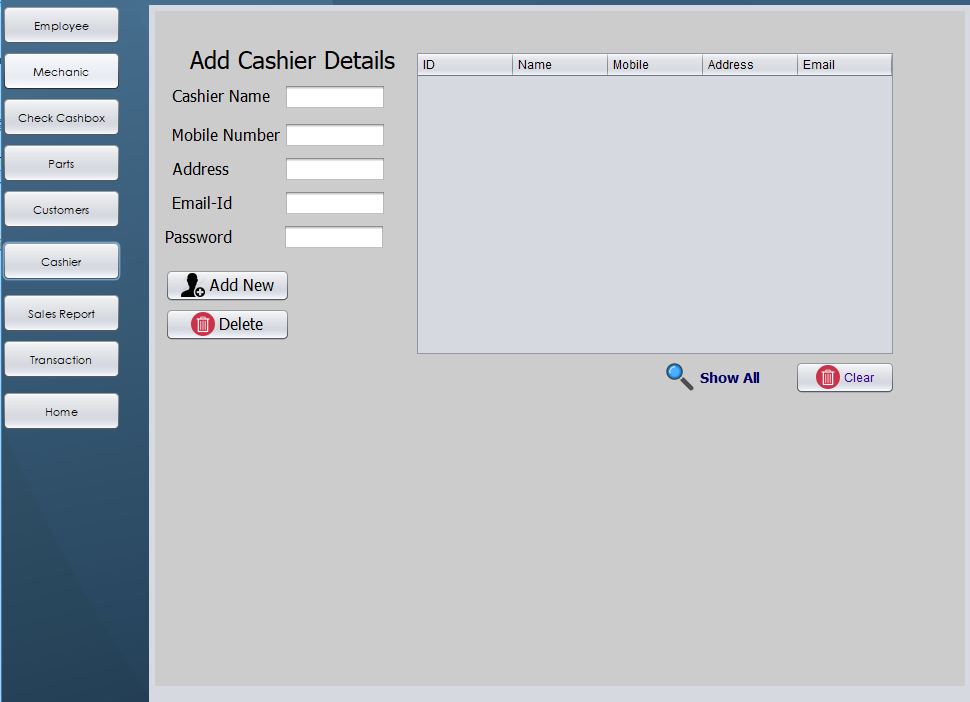 Employee
Mechanic
Check Cashbox
Parts
Customers
Cashier
Sales Report
Transaction
Home
Add Cashier Details
Cashier Name
Mobile Number
Address
Email-Id
Password
Add New
Delete
ID Name Mobile Address Email
Show All
Clear